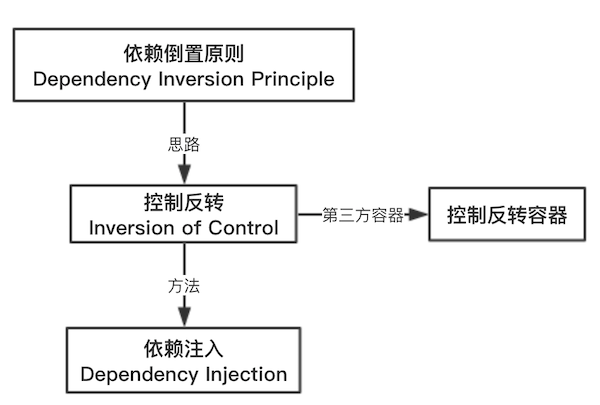 依赖倒置原则
Dependency Inversion Principle
思路
控制反转
Inversion of Control
第三方容器
控制反转容器
方法
依赖注入
Dependency Injection